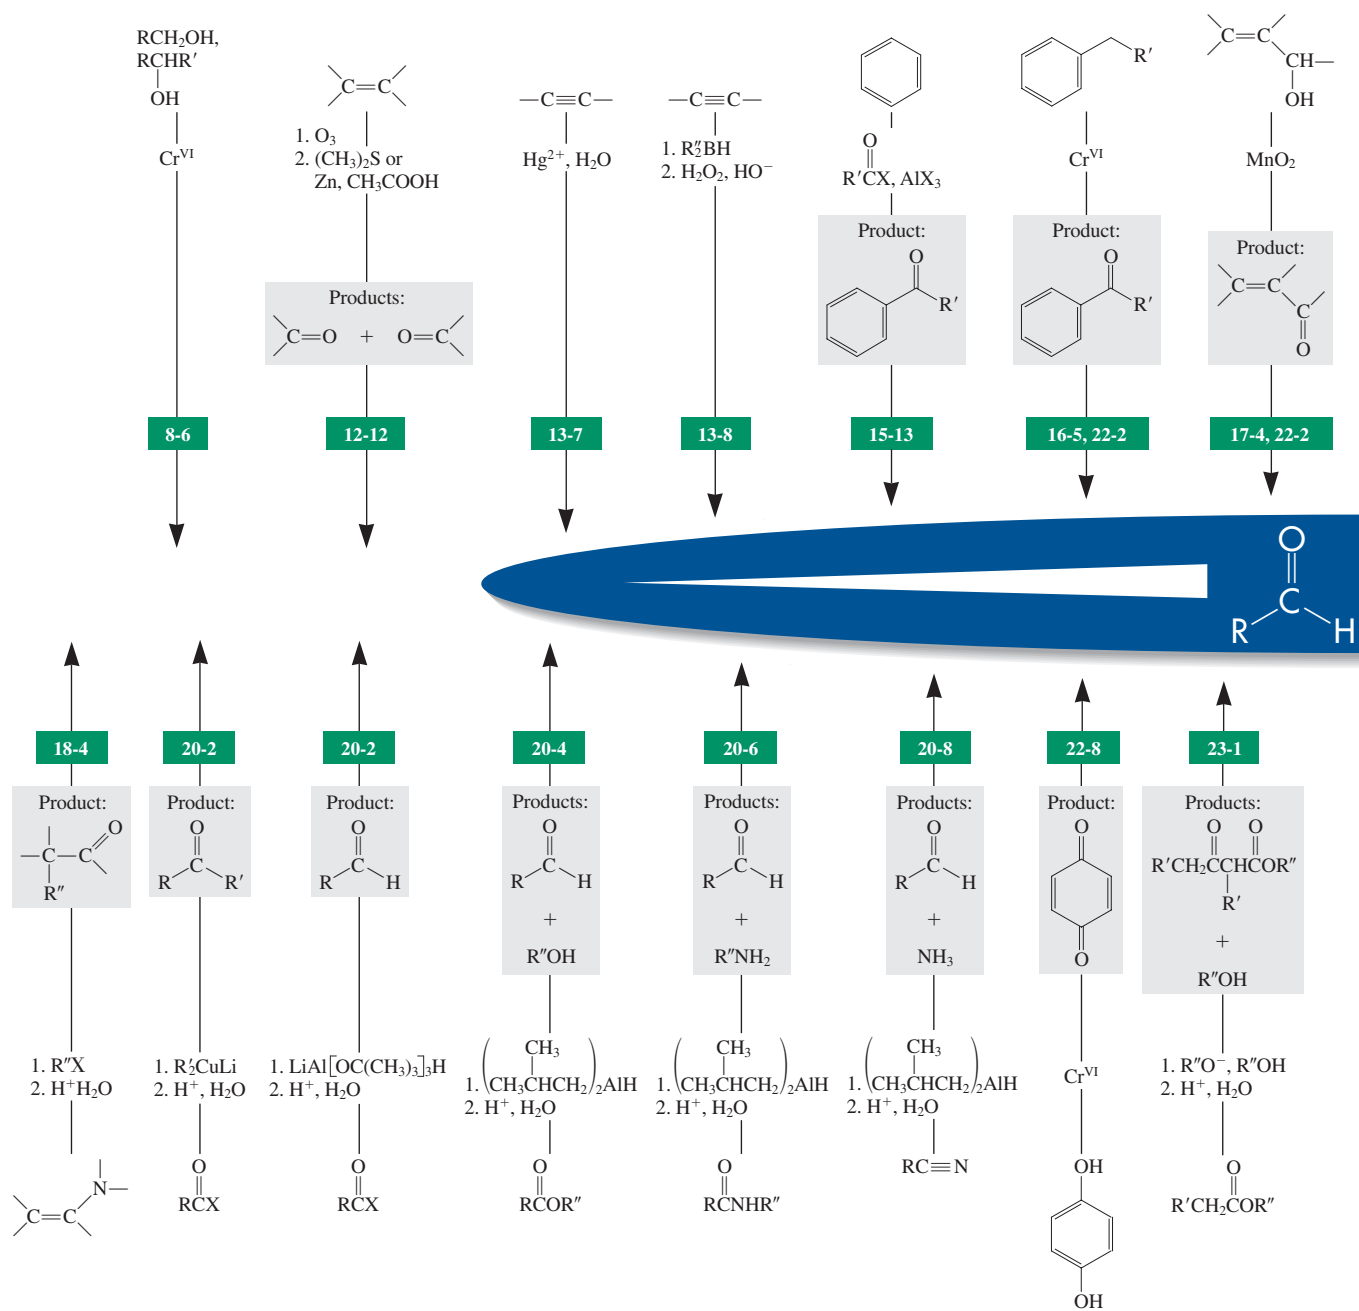 RCH₂OH,
RCHR′
OH
Cr^VI
8-6
C=C
1. O₃
2. (CH₃)₂S or
Zn, CH₃COOH
Products:
C=O + O=C
12-12
—C≡C—
Hg²⁺, H₂O
13-7
—C≡C—
1. R″₂BH
2. H₂O₂, HO⁻
13-8
O
R′CX, AlX₃
Product:
O
R′
15-13
R′
Cr^VI
Product:
O
R′
16-5, 22-2
C=C
CH—
OH
MnO₂
Product:
C=C
C
O
17-4, 22-2
O
C
R H
18-4
Product:
O
—C—C
R″
1. R″X
2. H⁺H₂O
N—
C=C
20-2
Product:
O
C
R R′
1. R′₂CuLi
2. H⁺, H₂O
O
RCX
20-2
Product:
O
C
R H
1. LiAl[OC(CH₃)₃]₃H
2. H⁺, H₂O
O
RCX
20-4
Products:
O
C
R H
+
R″OH
CH₃
1. (CH₃CHCH₂)₂AlH
2. H⁺, H₂O
O
RCOR″
20-6
Products:
O
C
R H
+
R″NH₂
CH₃
1. (CH₃CHCH₂)₂AlH
2. H⁺, H₂O
O
RCNHR″
20-8
Products:
O
C
R H
+
NH₃
CH₃
1. (CH₃CHCH₂)₂AlH
2. H⁺, H₂O
RC≡N
22-8
Product:
O
O
Cr^VI
OH
OH
23-1
Products:
O O
R′CH₂CCHCOR″
R′
+
R″OH
1. R″O⁻, R″OH
2. H⁺, H₂O
O
R′CH₂COR″